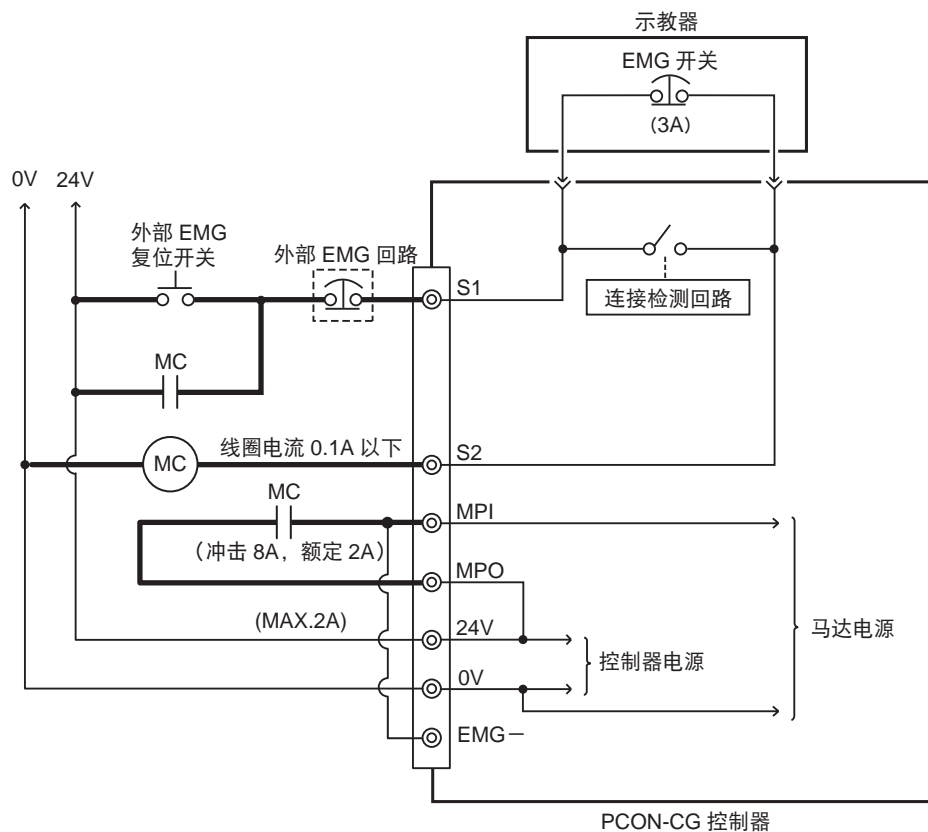 示教器
EMG 开关
(3A)
0V 24V
外部 EMG
复位开关
外部 EMG 回路
S1
连接检测回路
MC
线圈电流 0.1A 以下
S2
MC
MC
MPI
(冲击 8A，额定 2A)
MPO
(MAX.2A)
24V
马达电源
控制器电源
0V
EMG－
PCON-CG 控制器